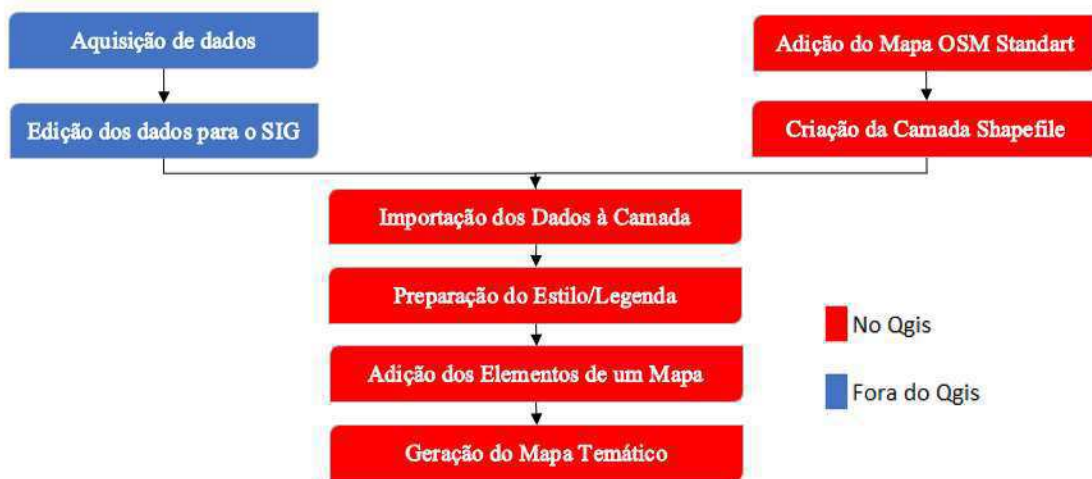 Aquisição de dados
Adição do Mapa OSM Standart
Edição dos dados para o SIG
Criação da Camada Shapefile
Importação dos Dados à Camada
Preparação do Estilo/Legenda
Adição dos Elementos de um Mapa
Geração do Mapa Temático
No Qgis
Fora do Qgis